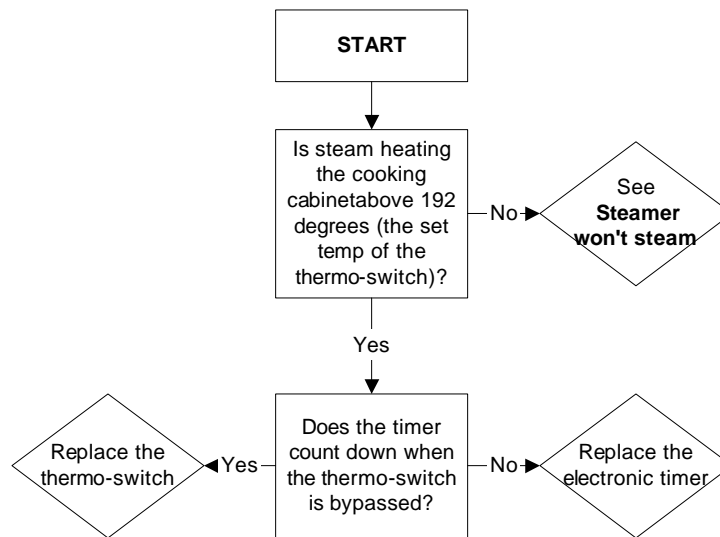 START
Is steam heating
the cooking
cabinetabove 192
degrees (the set
temp of the
thermo-switch)?
No
See
Steamer
won't steam
Yes
Does the timer
count down when
the thermo-switch
is bypassed?
Yes
Replace the
thermo-switch
No
Replace the
electronic timer